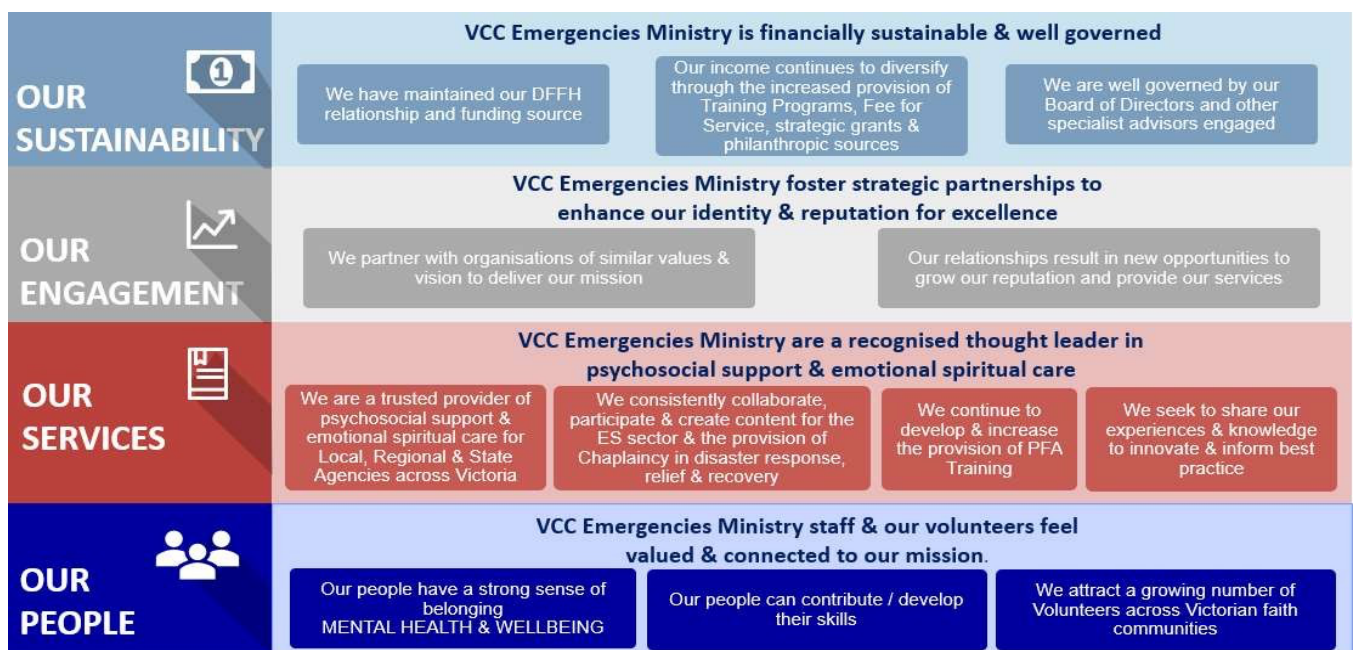 OUR
SUSTAINABILITY
VCC Emergencies Ministry is financially sustainable & well governed
We have maintained our DFFH
relationship and funding source
Our income continues to diversify
through the increased provision of
Training Programs, Fee for
Service, strategic grants &
philanthropic sources
We are well governed by our
Board of Directors and other
specialist advisors engaged
OUR
ENGAGEMENT
VCC Emergencies Ministry foster strategic partnerships to
enhance our identity & reputation for excellence
We partner with organisations of similar values &
vision to deliver our mission
Our relationships result in new opportunities to
grow our reputation and provide our services
OUR
SERVICES
VCC Emergencies Ministry are a recognised thought leader in
psychosocial support & emotional spiritual care
We are a trusted provider of
psychosocial support &
emotional spiritual care for
Local, Regional & State
Agencies across Victoria
We consistently collaborate,
participate & create content for the
ES sector & the provision of
Chaplaincy in disaster response,
relief & recovery
We continue to
develop & increase
the provision of PFA
Training
We seek to share our
experiences & knowledge
to innovate & inform best
practice
OUR
PEOPLE
VCC Emergencies Ministry staff & our volunteers feel
valued & connected to our mission.
Our people have a strong sense of
belonging
MENTAL HEALTH & WELLBEING
Our people can contribute / develop
their skills
We attract a growing number of
Volunteers across Victorian faith
communities